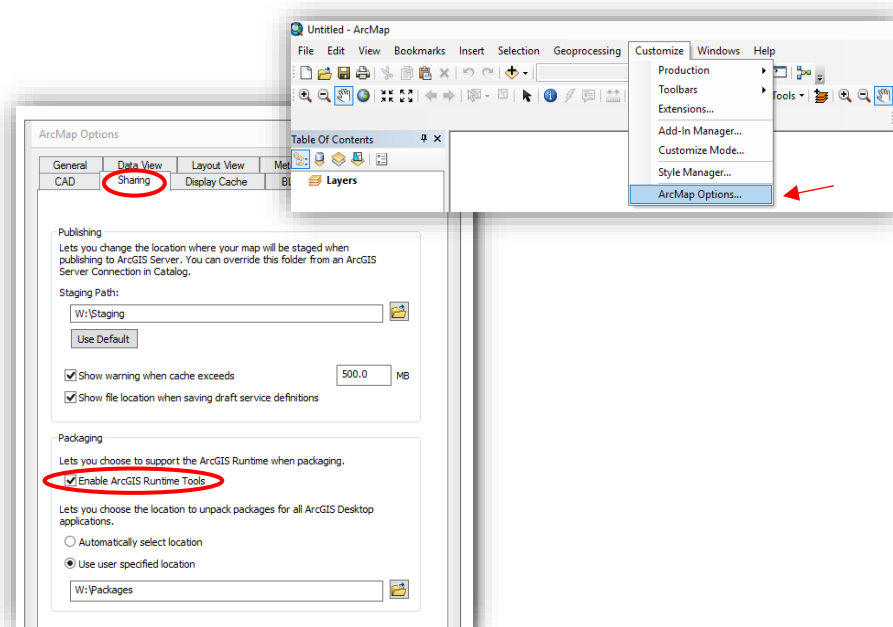 Untitled - ArcMap
File Edit View Bookmarks Insert Selection Geoprocessing Customize Windows Help
Production
Toolbars
Extensions...
Add-In Manager...
Customize Mode...
Style Manager...
ArcMap Options...
Tools
Table Of Contents
Layers
ArcMap Options
General Data View Layout View Met
CAD Sharing Display Cache
Publishing
Lets you change the location where your map will be staged when
publishing to ArcGIS Server. You can override this folder from an ArcGIS
Server Connection in Catalog.
Staging Path:
W:\Staging
Use Default
Show warning when cache exceeds 500.0 MB
Show file location when saving draft service definitions
Packaging
Lets you choose to support the ArcGIS Runtime when packaging.
Enable ArcGIS Runtime Tools
Lets you choose the location to unpack packages for all ArcGIS Desktop
applications.
Automatically select location
Use user specified location
W:\Packages